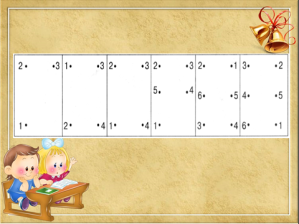 2• •3 1• •3 2• •3 2• •3 2• •1 3• •2
5• •4 6• •5 4• •5
1• 2• •4 1• •4 1• 3• •4 6• •1